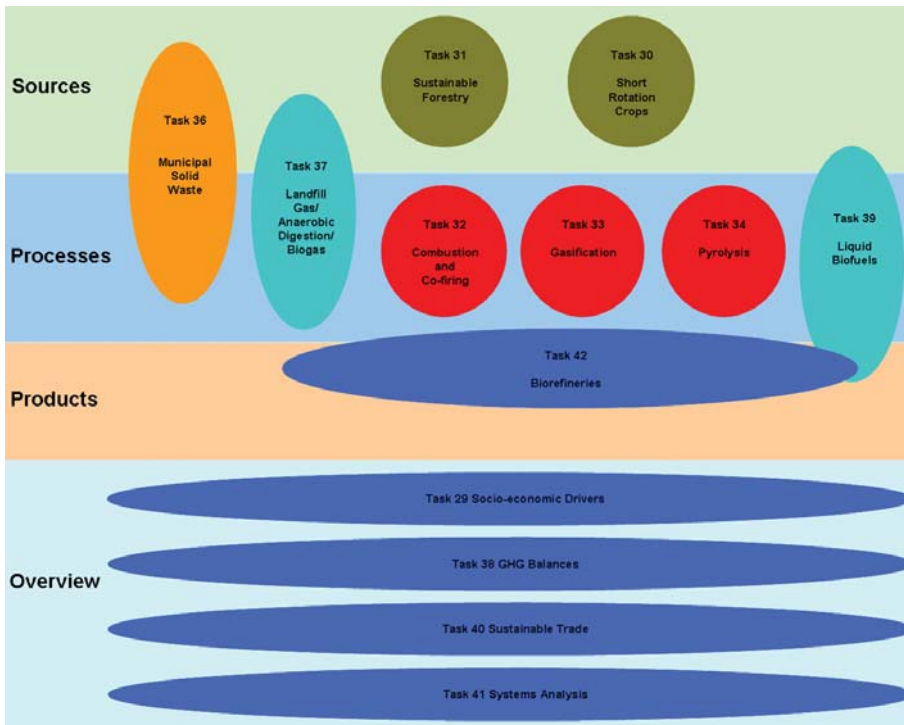 Sources
Task 31
Sustainable
Forestry
Task 30
Short
Rotation
Crops
Task 36
Municipal
Solid
Waste
Task 37
Landfill
Gas/
Anaerobic
Digestion/
Biogas
Processes
Task 32
Combustion
and
Co-firing
Task 33
Gasification
Task 34
Pyrolysis
Task 39
Liquid
Biofuels
Products
Task 42
Biorefineries
Overview
Task 29 Socio-economic Drivers
Task 38 GHG Balances
Task 40 Sustainable Trade
Task 41 Systems Analysis